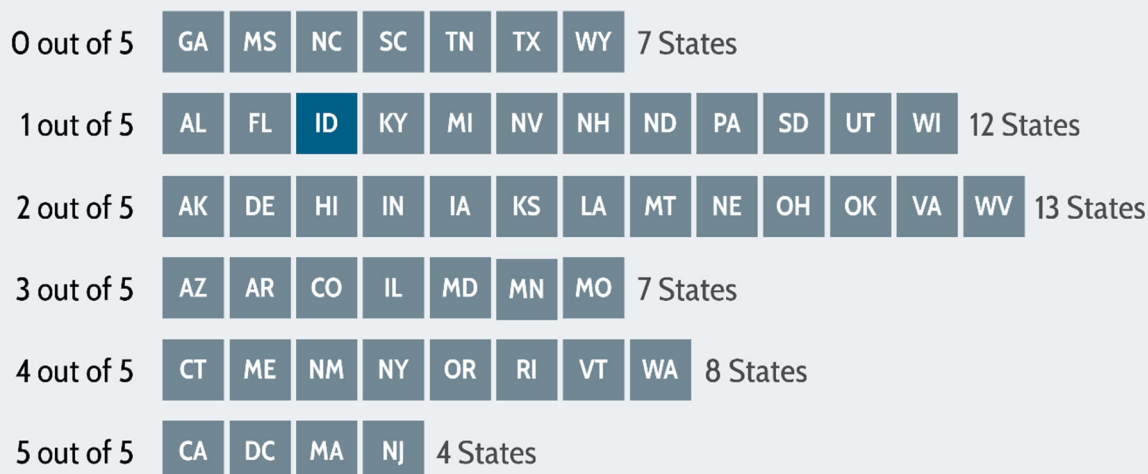 0 out of 5 GA MS NC SC TN TX WY 7 States
1 out of 5 AL FL ID KY MI NV NH ND PA SD UT WI 12 States
2 out of 5 AK DE HI IN IA KS LA MT NE OH OK VA WV 13 States
3 out of 5 AZ AR CO IL MD MN MO 7 States
4 out of 5 CT ME NM NY OR RI VT WA 8 States
5 out of 5 CA DC MA NJ 4 States